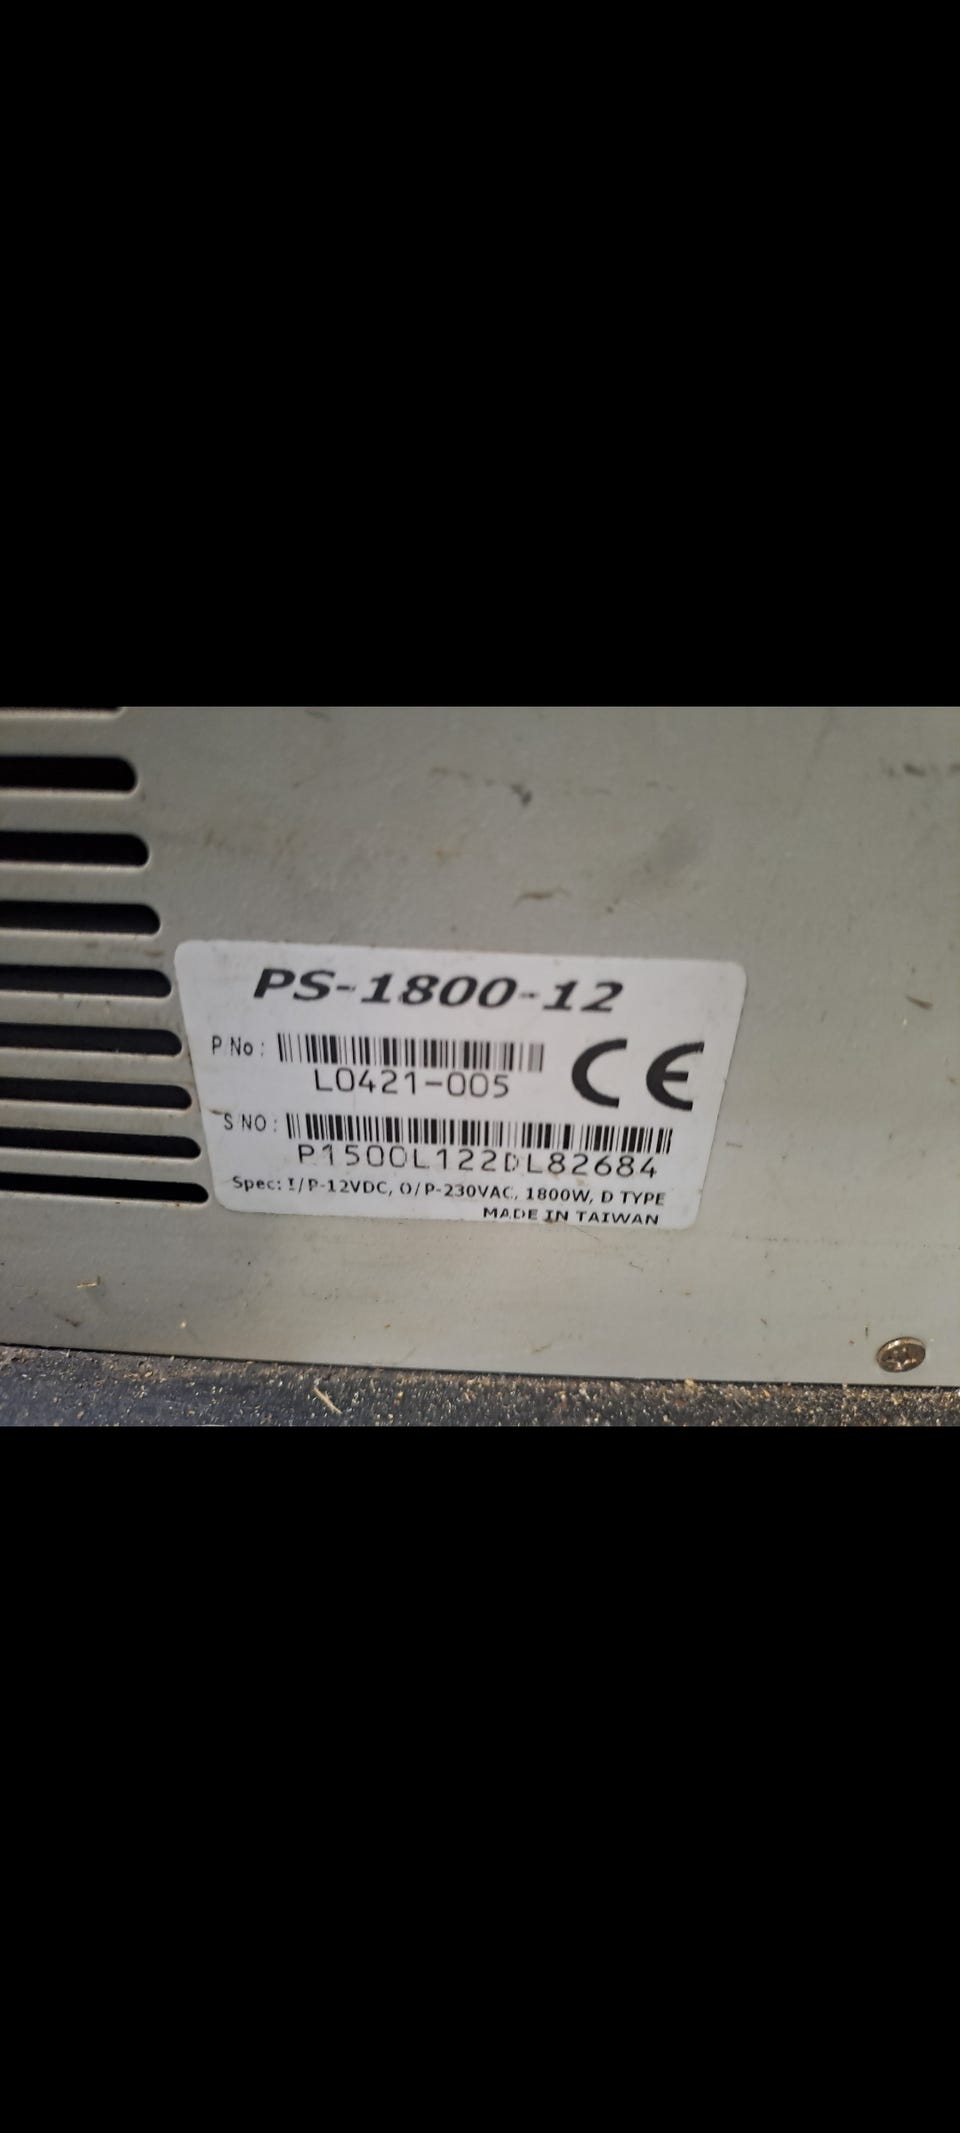 PS-1800-12
P/No :
L0421-005
CE
S/NO :
P1500L122DL82684
Spec: I/P-12VDC, O/P-230VAC, 1800W, D TYPE
MADE IN TAIWAN